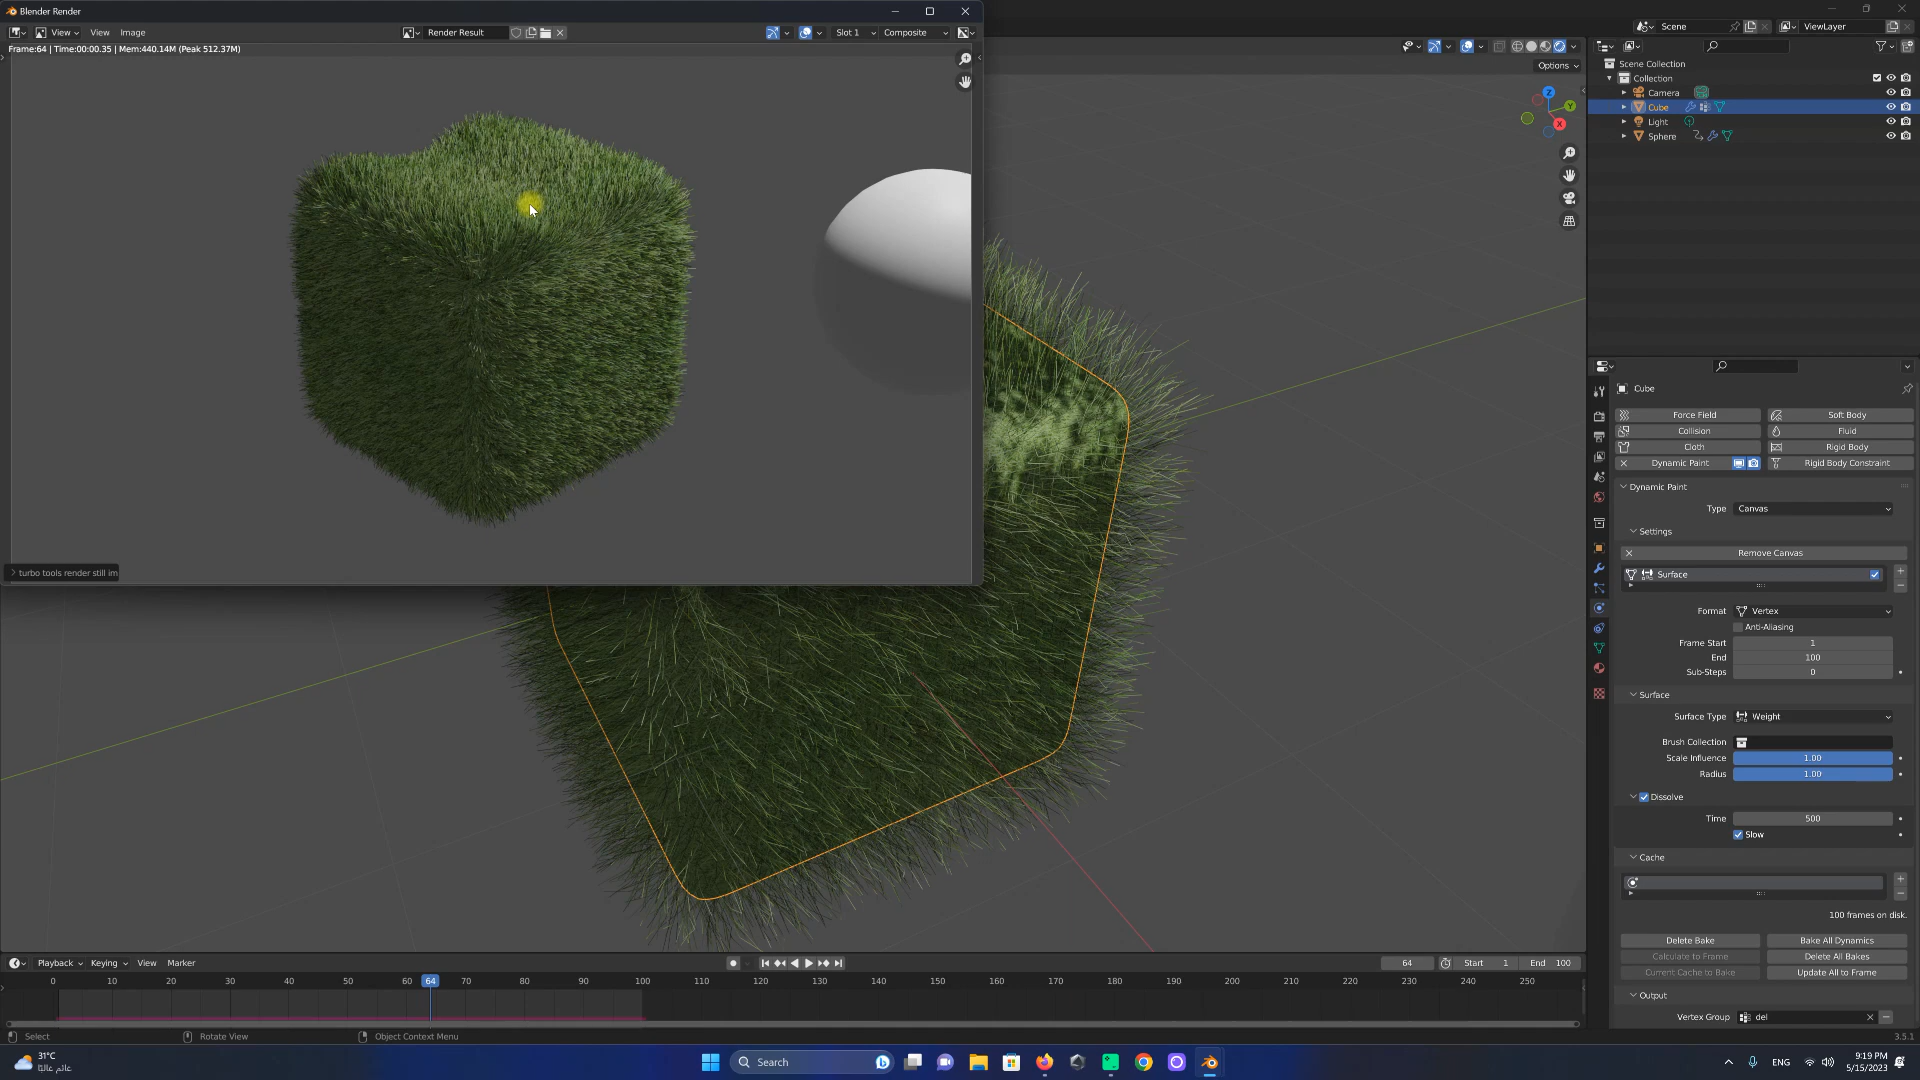 Blender Render
View View Image Render Result Slot 1 Composite
Frame:64 | Time:00:00.35 | Mem:440.14M (Peak 512.37M)
turbo tools render still im
Options
Z
Y
X
Scene ViewLayer
Scene Collection
Collection
Camera
Cube
Light
Sphere
Cube
Force Field Soft Body
Collision Fluid
Cloth Rigid Body
Dynamic Paint Rigid Body Constraint
Dynamic Paint
Type Canvas
Settings
Remove Canvas
Surface
Format Vertex
Anti-Aliasing
Frame Start 1
End 100
Sub-Steps 0
Surface
Surface Type Weight
Brush Collection
Scale Influence 1.00
Radius 1.00
Dissolve
Time 500
Slow
Cache
100 frames on disk.
Delete Bake Bake All Dynamics
Calculate to Frame Delete All Bakes
Current Cache to Bake Update All to Frame
Output
Vertex Group del
Playback Keying View Marker 64 Start 1 End 100
0 10 20 30 40 50 60 64 70 80 90 100 110 120 130 140 150 160 170 180 190 200 210 220 230 240 250
Select Rotate View Object Context Menu 3.5.1
31°C
غائم غالبًا
Search
ENG
9:19 PM
5/15/2023